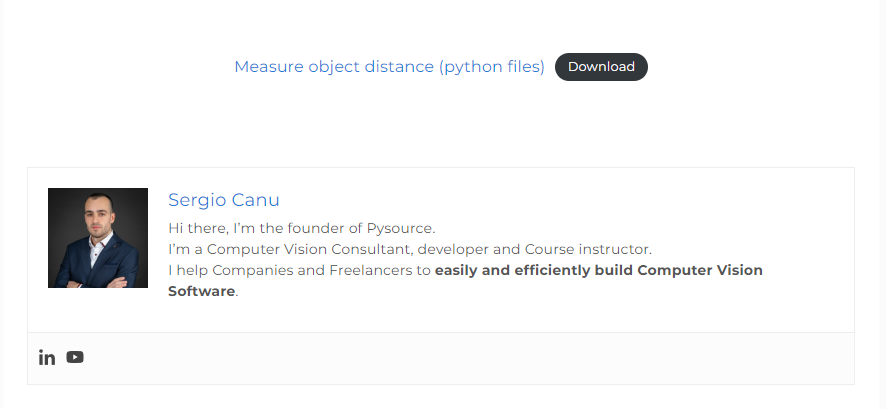 Measure object distance (python files) Download
Sergio Canu
Hi there, I’m the founder of Pysource.
I’m a Computer Vision Consultant, developer and Course instructor.
I help Companies and Freelancers to easily and efficiently build Computer Vision
Software.
in